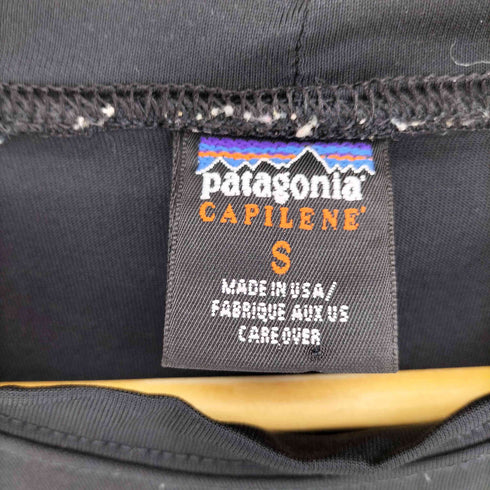 patagonia®
CAPILENE®
S
MADE IN USA/
FABRIQUE AUX US
CARE OVER